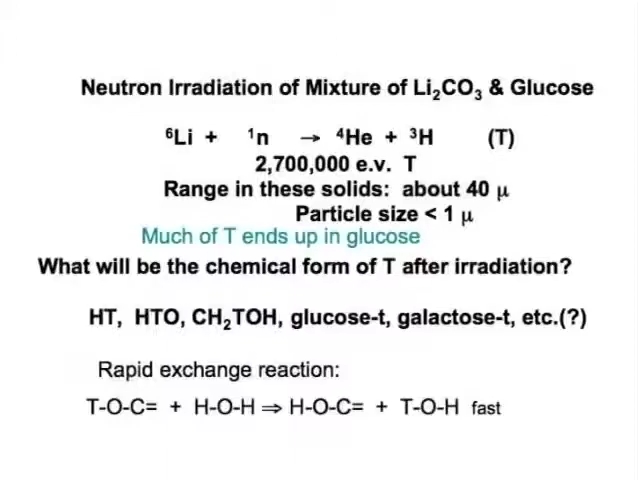 Neutron Irradiation of Mixture of Li₂CO₃ & Glucose
⁶Li + ¹n → ⁴He + ³H (T)
2,700,000 e.v. T
Range in these solids: about 40 μ
Particle size < 1 μ
Much of T ends up in glucose
What will be the chemical form of T after irradiation?
HT, HTO, CH₂TOH, glucose-t, galactose-t, etc.(?)
Rapid exchange reaction:
T-O-C= + H-O-H ⇒ H-O-C= + T-O-H fast